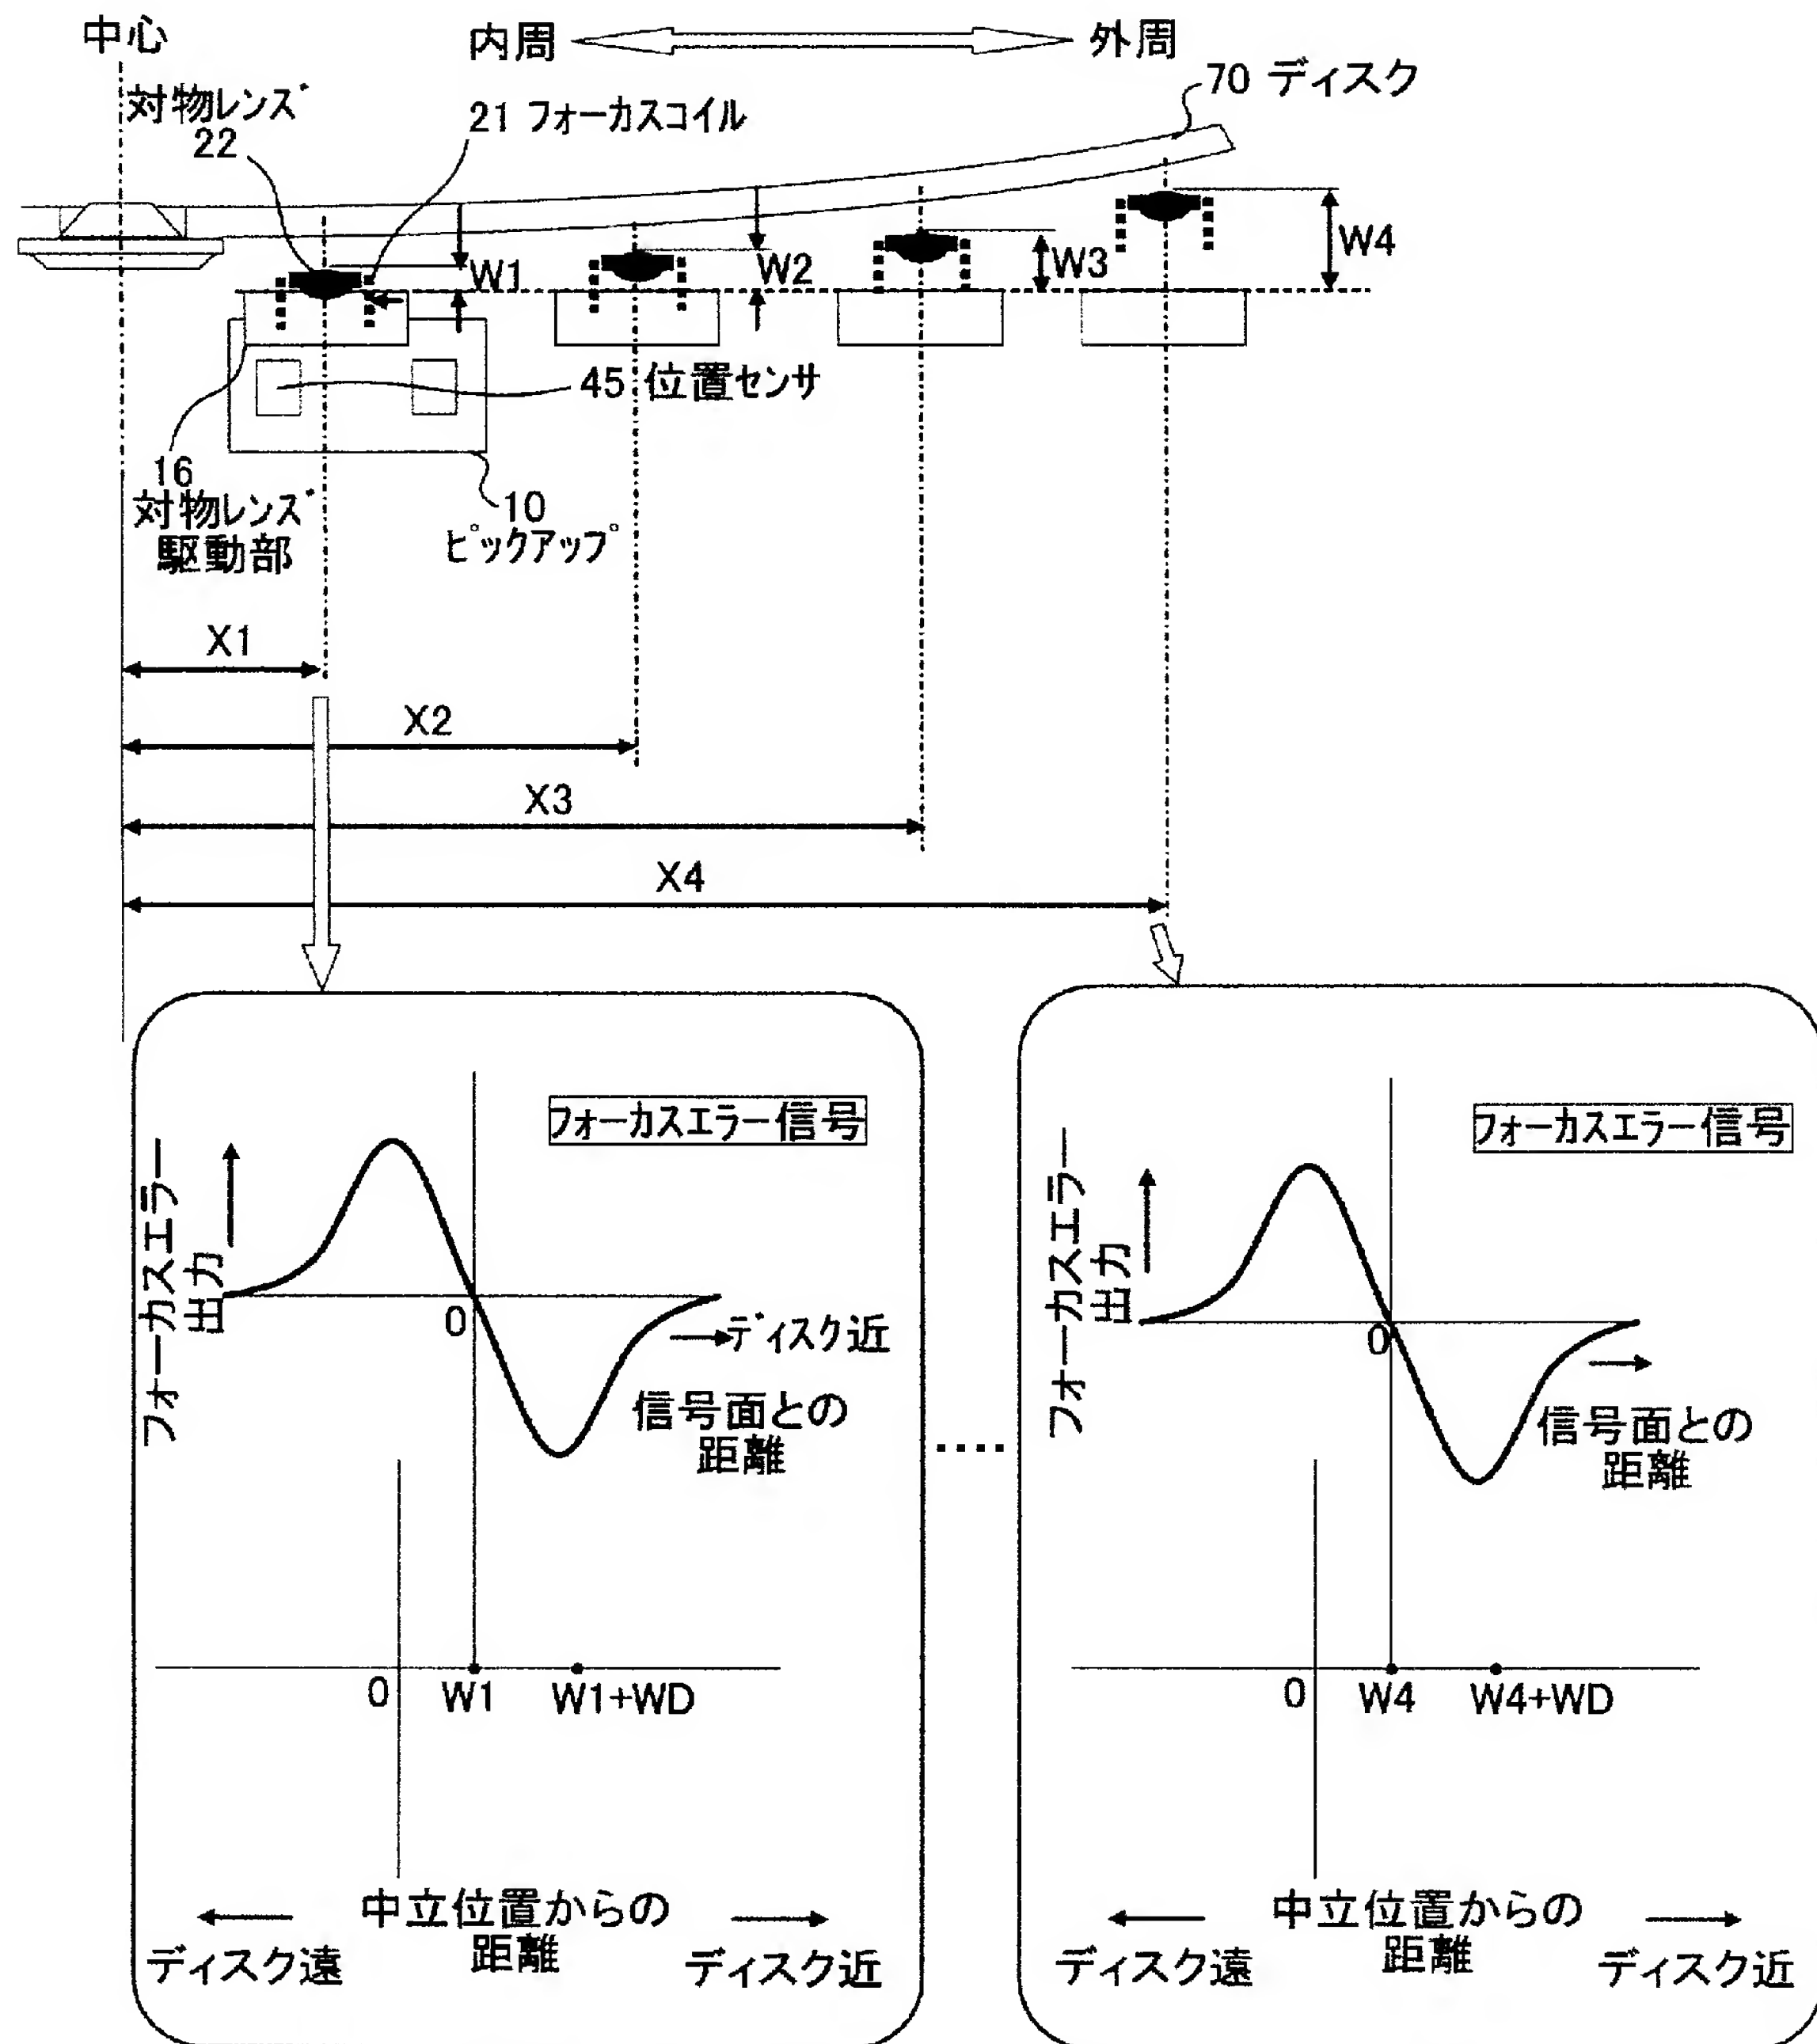 中心
内周
外周
70 ディスク
対物レンズ
22
21 フォーカスコイル
W1
W2
W3
W4
45 位置センサ
16
対物レンズ
駆動部
10
ピックアップ
X1
X2
X3
X4
フォーカスエラー信号
フォーカスエラー
出力
0
ディスク近
信号面との
距離
0
W1
W1+WD
中立位置からの
距離
ディスク遠
ディスク近
....
フォーカスエラー信号
フォーカスエラー
出力
0
信号面との
距離
0
W4
W4+WD
中立位置からの
距離
ディスク遠
ディスク近